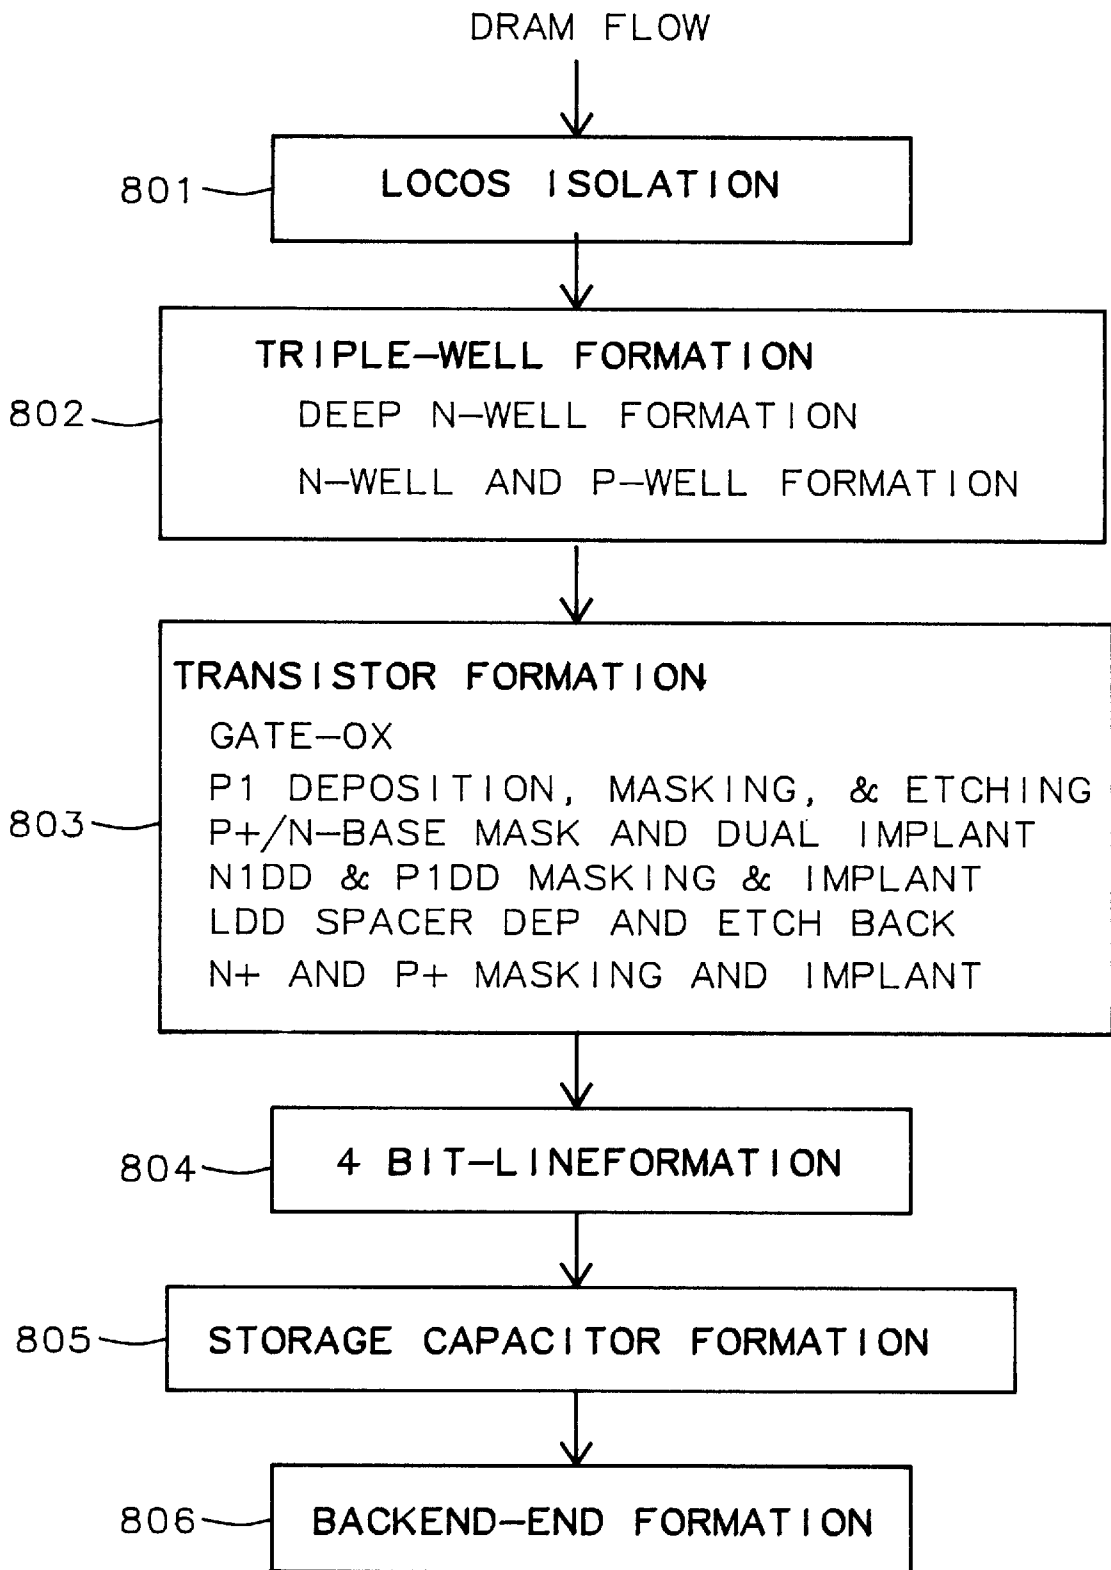 DRAM FLOW
801
LOCOS ISOLATION
802
TRIPLE-WELL FORMATION
DEEP N-WELL FORMATION
N-WELL AND P-WELL FORMATION
803
TRANSISTOR FORMATION
GATE-OX
P1 DEPOSITION, MASKING, & ETCHING
P+/N-BASE MASK AND DUAL IMPLANT
N1DD & P1DD MASKING & IMPLANT
LDD SPACER DEP AND ETCH BACK
N+ AND P+ MASKING AND IMPLANT
804
4 BIT-LINEFORMATION
805
STORAGE CAPACITOR FORMATION
806
BACKEND-END FORMATION